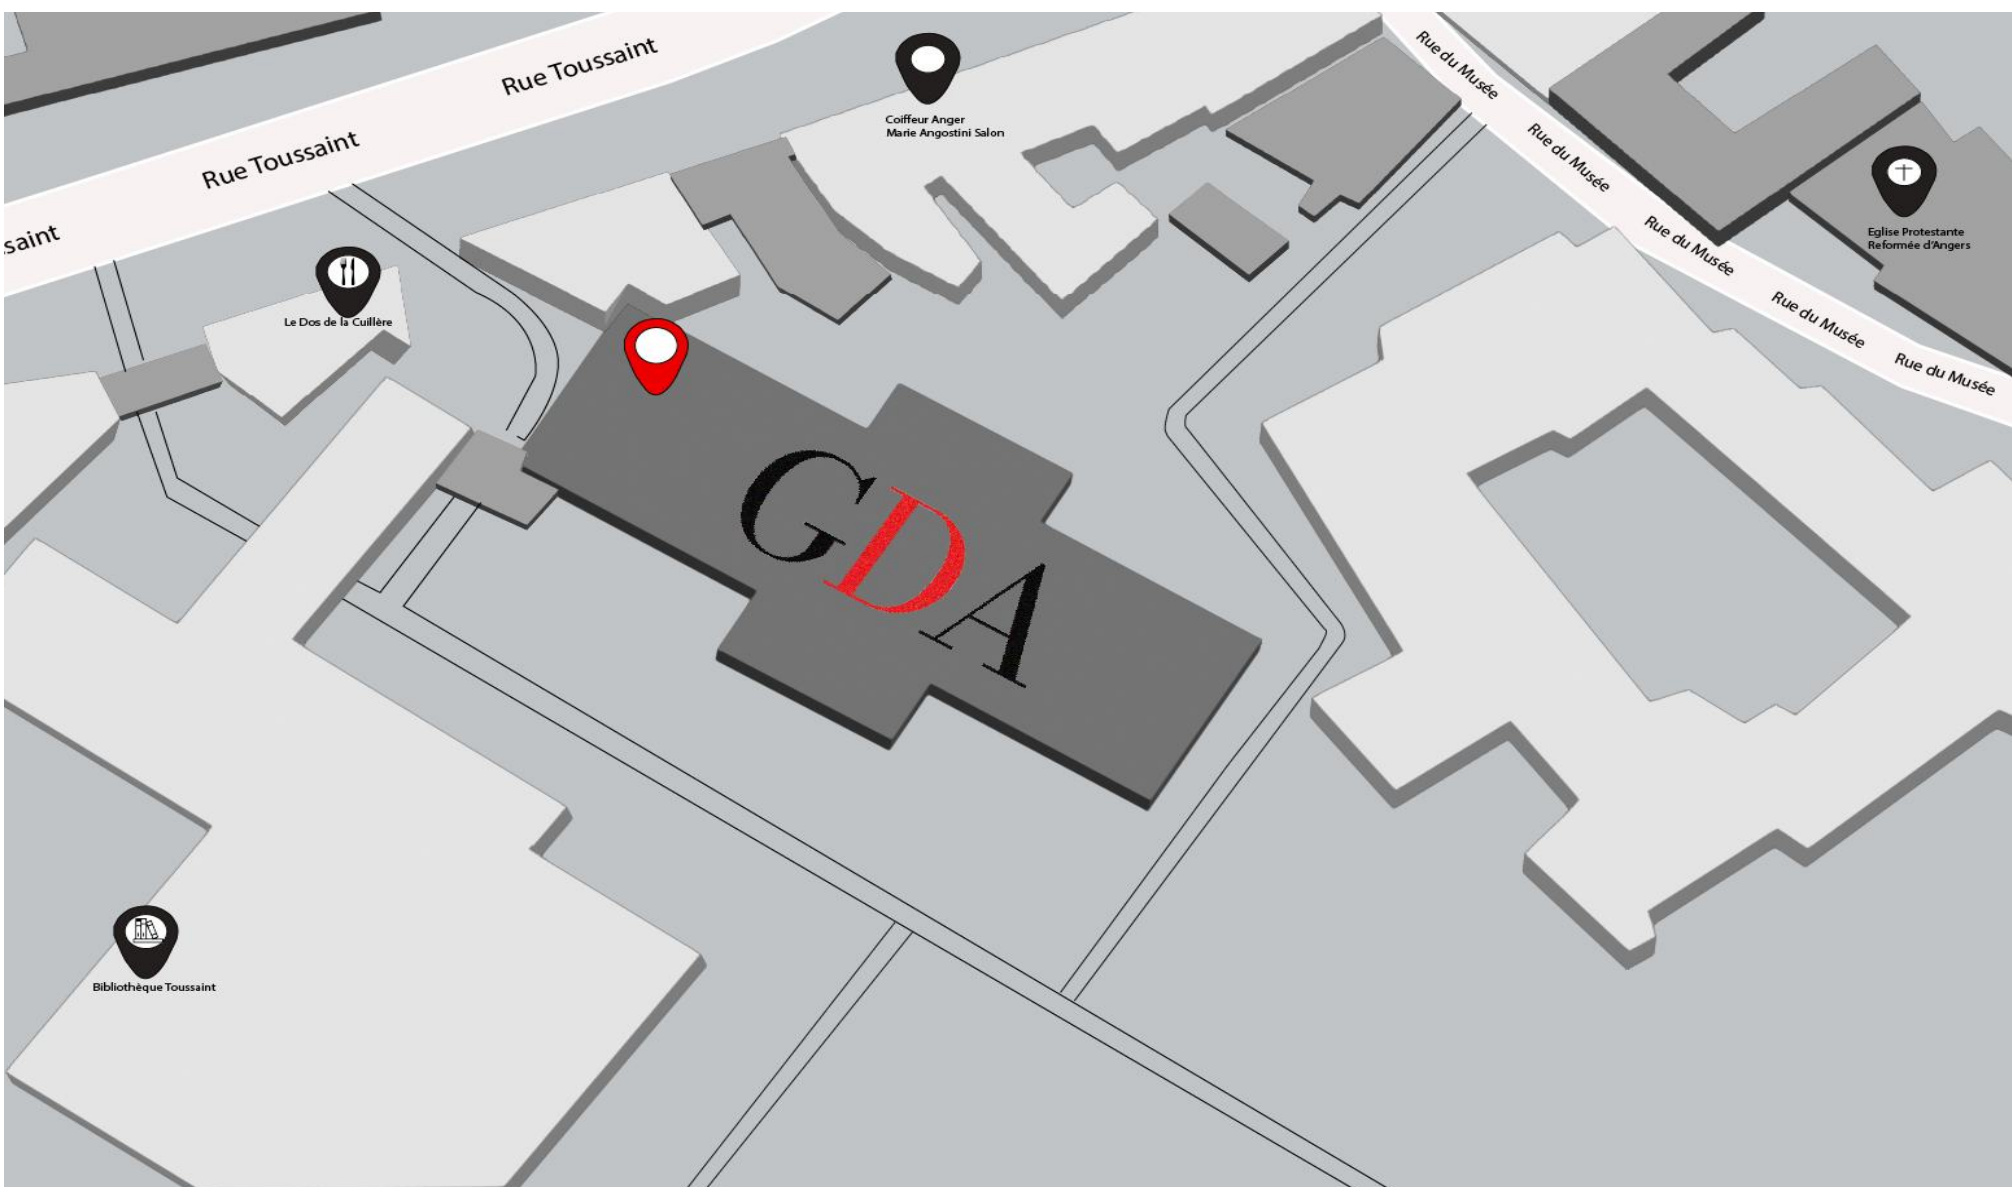 Rue Toussaint
Rue Toussaint
saint
Coiffeur Anger
Marie Angostini Salon
Rue du Musée
Rue du Musée
Rue du Musée
Rue du Musée
Rue du Musée
Eglise Protestante
Reformée d'Angers
Le Dos de la Cuillère
GDA
Bibliothèque Toussaint